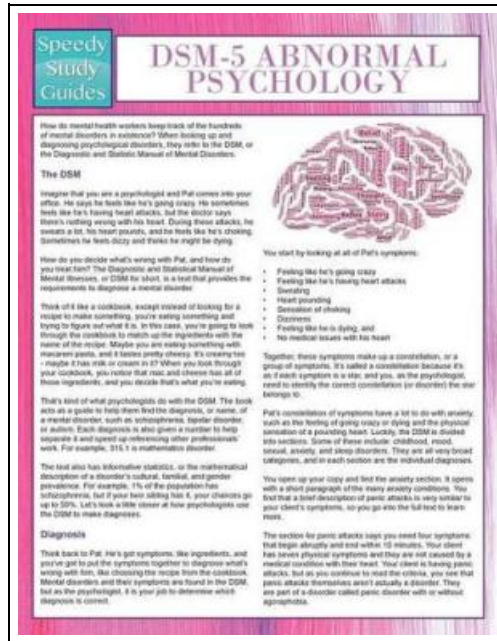 Speedy
Study
Guides
DSM-5 ABNORMAL
PSYCHOLOGY
How do mental health workers keep track of the hundreds
of mental disorders in existence? When looking up and
diagnosing psychological disorders, they refer to the DSM, or
the Diagnostic and Statistic Manual of Mental Disorders.
The DSM
Imagine that you are a psychologist and Pat comes into your
office. He says he feels like he's going crazy. He sometimes
feels like he's having heart attacks, but the doctor says
there's nothing wrong with his heart. During these attacks, he
sweats a lot, his heart pounds, and he feels like he's choking.
Sometimes he feels dizzy and thinks he might be dying.
How do you decide what's wrong with Pat, and how do
you treat him? The Diagnostic and Statistical Manual of
Mental Illnesses, or DSM for short, is a text that provides the
requirements to diagnose a mental disorder.
Think of it like a cookbook, except instead of looking for a
recipe to make something, you're eating something and
trying to figure out what it is. In this case, you're going to look
through the cookbook to match up the ingredients with the
name of the recipe. Maybe you are eating something with
macaroni pasta, and it tastes pretty cheesy. It's creamy too
- maybe it has milk or cream in it? When you look through
your cookbook, you notice that mac and cheese has all of
those ingredients, and you decide that's what you're eating.
That's kind of what psychologists do with the DSM. The book
acts as a guide to help them find the diagnosis, or name, of
a mental disorder, such as schizophrenia, bipolar disorder,
or autism. Each diagnosis is also given a number to help
separate it and speed up referencing other professionals'
work. For example, 315.1 is mathematics disorder.
The text also has informative statistics, or the mathematical
description of a disorder's cultural, familial, and gender
prevalence. For example, 1% of the population has
schizophrenia, but if your twin sibling has it, your chances go
up to 50%. Let's look a little closer at how psychologists use
the DSM to make diagnoses.
Diagnosis
Think back to Pat. He's got symptoms, like ingredients, and
you've got to put the symptoms together to diagnose what's
wrong with him, like choosing the recipe from the cookbook.
Mental disorders and their symptoms are found in the DSM,
but as the psychologist, it is your job to determine which
diagnosis is correct.
You start by looking at all of Pat's symptoms:
• Feeling like he's going crazy
• Feeling like he's having heart attacks
• Sweating
• Heart pounding
• Sensation of choking
• Dizziness
• Feeling like he is dying, and
• No medical issues with his heart
Together, these symptoms make up a constellation, or a
group of symptoms. It's called a constellation because it's
as if each symptom is a star, and you, as the psychologist,
need to identify the correct constellation (or disorder) the star
belongs to.
Pat's constellation of symptoms have a lot to do with anxiety,
such as the feeling of going crazy or dying and the physical
sensation of a pounding heart. Luckily, the DSM is divided
into sections. Some of these include: childhood, mood,
sexual, anxiety, and sleep disorders. They are all very broad
categories, and in each section are the individual diagnoses.
You open up your copy and find the anxiety section. It opens
with a short paragraph of the many anxiety conditions. You
find that a brief description of panic attacks is very similar to
your client's symptoms, so you go into the full text to learn
more.
The section for panic attacks says you need four symptoms
that begin abruptly and end within 10 minutes. Your client
has seven physical symptoms and they are not caused by a
medical condition with their heart. Your client is having panic
attacks, but as you continue to read the criteria, you see that
panic attacks themselves aren't actually a disorder. They
are part of a disorder called panic disorder with or without
agoraphobia.